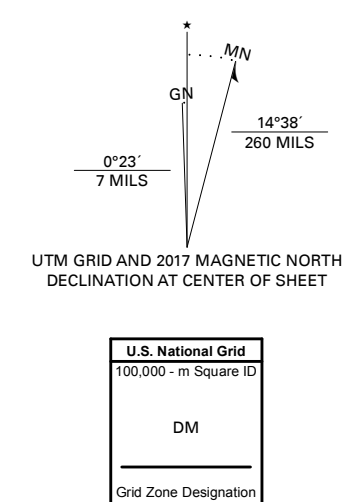 ★
MN
GN
14°38´
260 MILS
0°23´
7 MILS
UTM GRID AND 2017 MAGNETIC NORTH
DECLINATION AT CENTER OF SHEET
U.S. National Grid
100,000 - m Square ID
DM
Grid Zone Designation